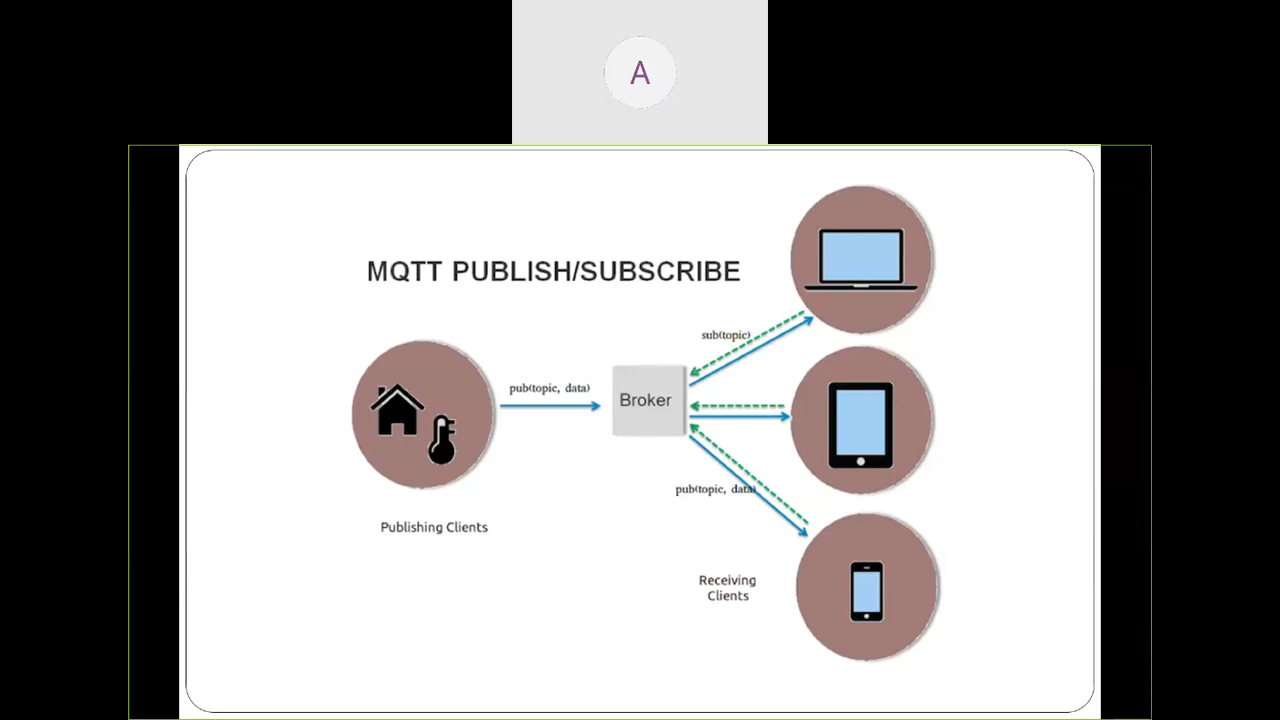 A
MQTT PUBLISH/SUBSCRIBE
sub(topic)
pub(topic, data)
Broker
pub(topic, data)
Publishing Clients
Receiving
Clients